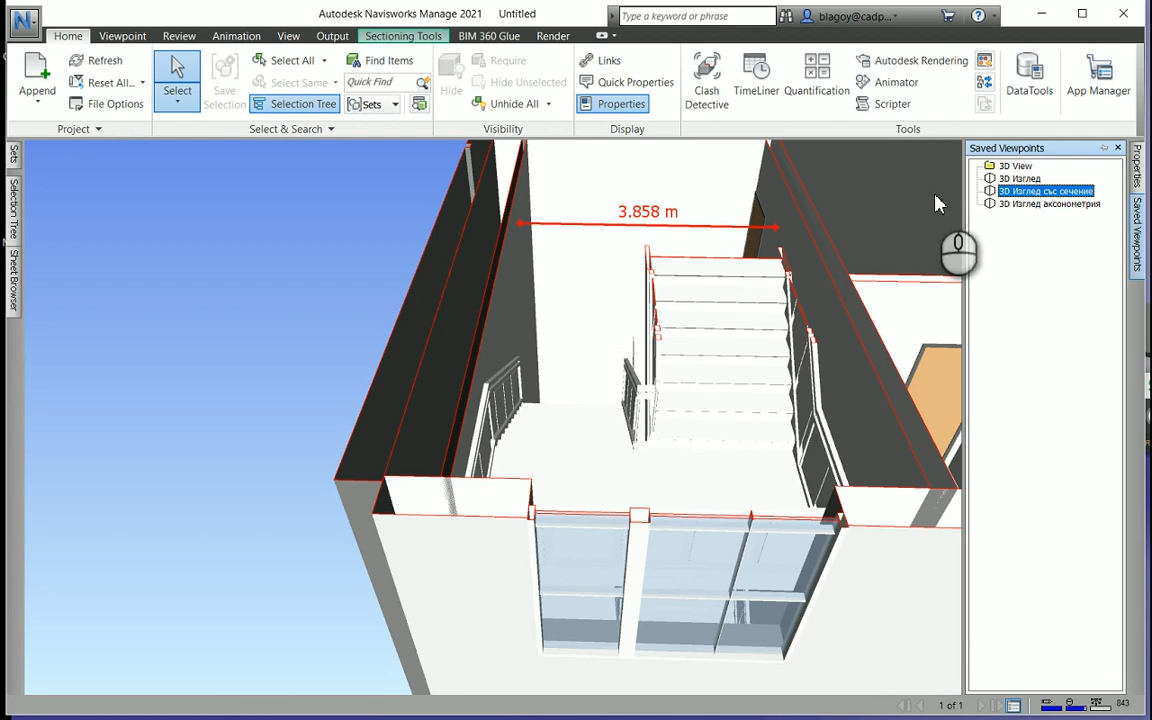 Autodesk Navisworks Manage 2021 Untitled
Type a keyword or phrase
blagoy@cadp...
Home Viewpoint Review Animation View Output Sectioning Tools BIM 360 Glue Render
Append
Refresh
Reset All...
File Options
Project
Select
Save Selection
Select All
Select Same
Selection Tree
Find Items
Quick Find
Sets
Select & Search
Hide
Require
Hide Unselected
Unhide All
Visibility
Links
Quick Properties
Properties
Display
Clash Detective
TimeLiner
Quantification
Autodesk Rendering
Animator
Scripter
DataTools
App Manager
Tools
Sets
Selection Tree
Sheet Browser
3.858 m
Saved Viewpoints
3D View
3D Изглед
3D Изглед със сечение
3D Изглед аксонометрия
Properties
Saved Viewpoints
1 of 1
843